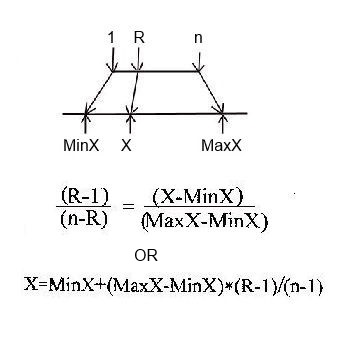 1 R n
MinX X MaxX
(R-1) (X-MinX)
(n-R) = (MaxX-MinX)
OR
X=MinX+(MaxX-MinX)*(R-1)/(n-1)